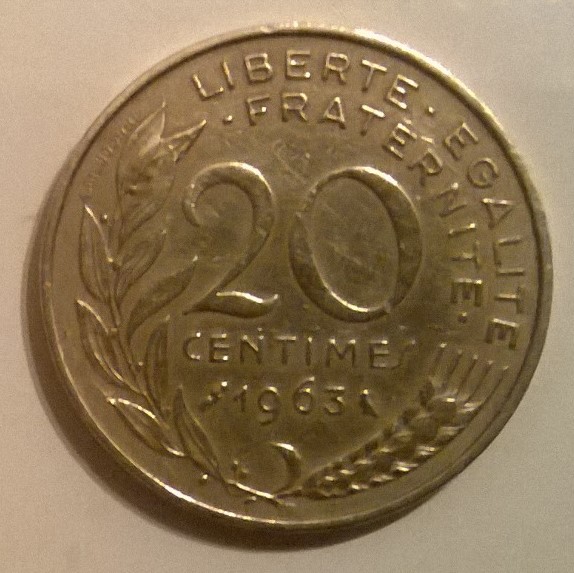 LIBERTE · EGALITE
· FRATERNITE ·
20
CENTIMES
1963